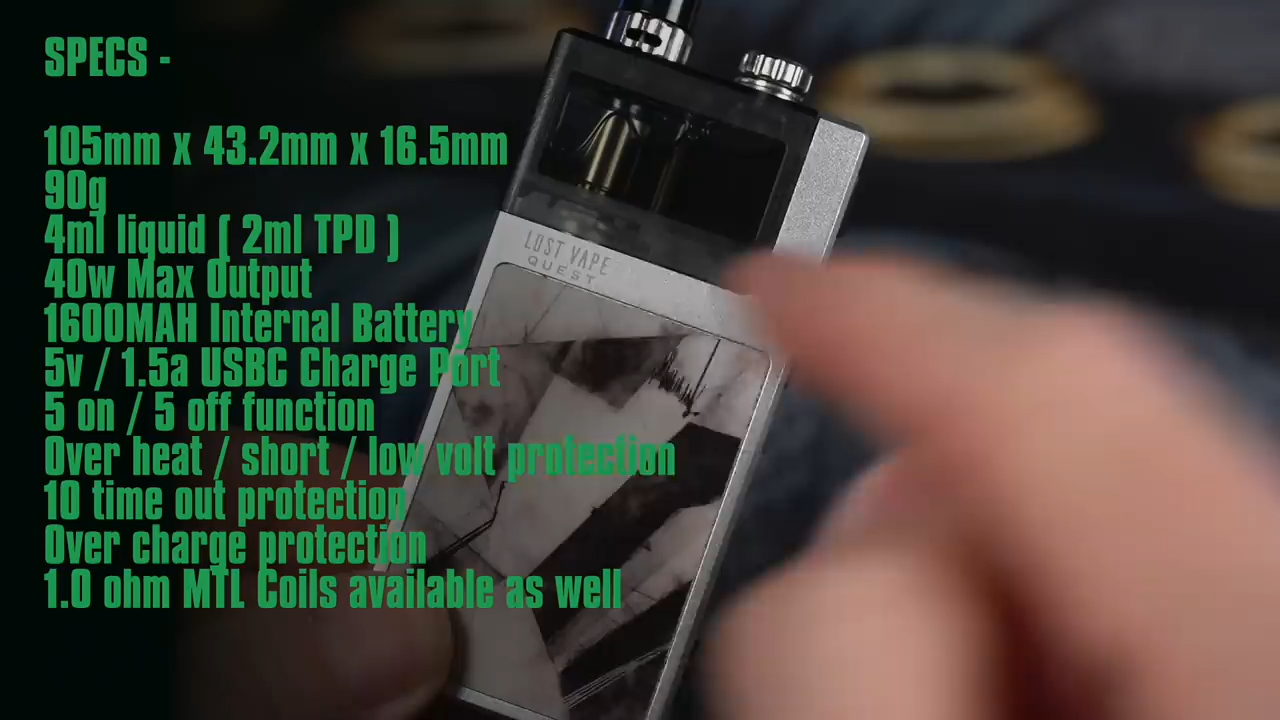 SPECS -
105mm x 43.2mm x 16.5mm
90g
4ml liquid ( 2ml TPD )
40w Max Output
1600MAH Internal Battery
5v / 1.5a USBC Charge Port
5 on / 5 off function
Over heat / short / low volt protection
10 time out protection
Over charge protection
1.0 ohm MTL Coils available as well
LOST VAPE
QUEST